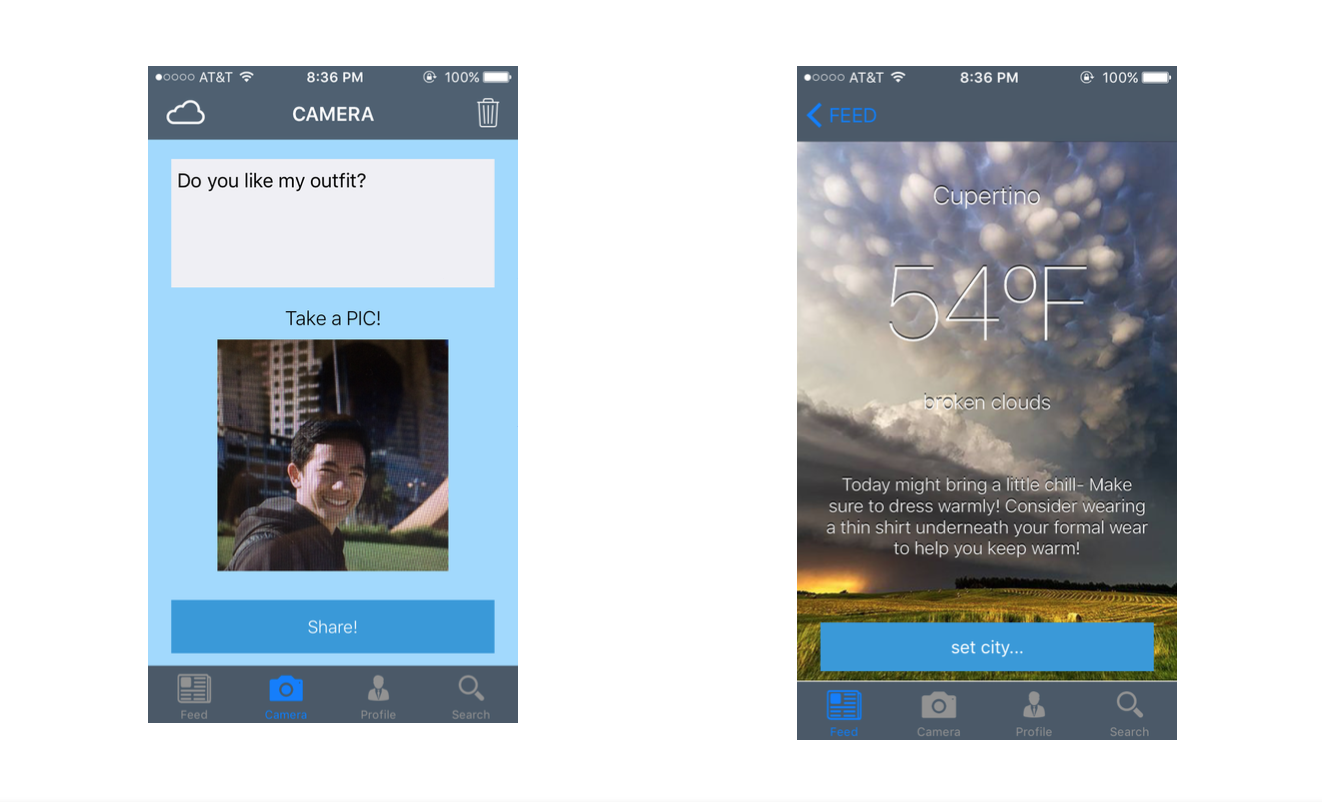 AT&T 8:36 PM 100%
CAMERA
Do you like my outfit?
Take a PIC!
Share!
Feed Camera Profile Search
AT&T 8:36 PM 100%
FEED
Cupertino
54°F
broken clouds
Today might bring a little chill- Make
sure to dress warmly! Consider wearing
a thin shirt underneath your formal wear
to help you keep warm!
set city...
Feed Camera Profile Search